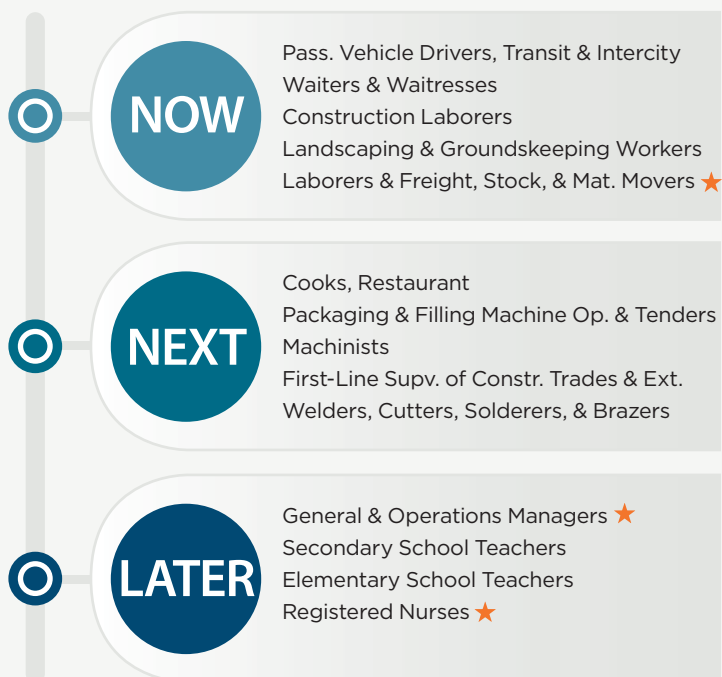 NOW
Pass. Vehicle Drivers, Transit & Intercity
Waiters & Waitresses
Construction Laborers
Landscaping & Groundskeeping Workers
Laborers & Freight, Stock, & Mat. Movers
NEXT
Cooks, Restaurant
Packaging & Filling Machine Op. & Tenders
Machinists
First-Line Supv. of Constr. Trades & Ext.
Welders, Cutters, Solderers, & Brazers
LATER
General & Operations Managers
Secondary School Teachers
Elementary School Teachers
Registered Nurses